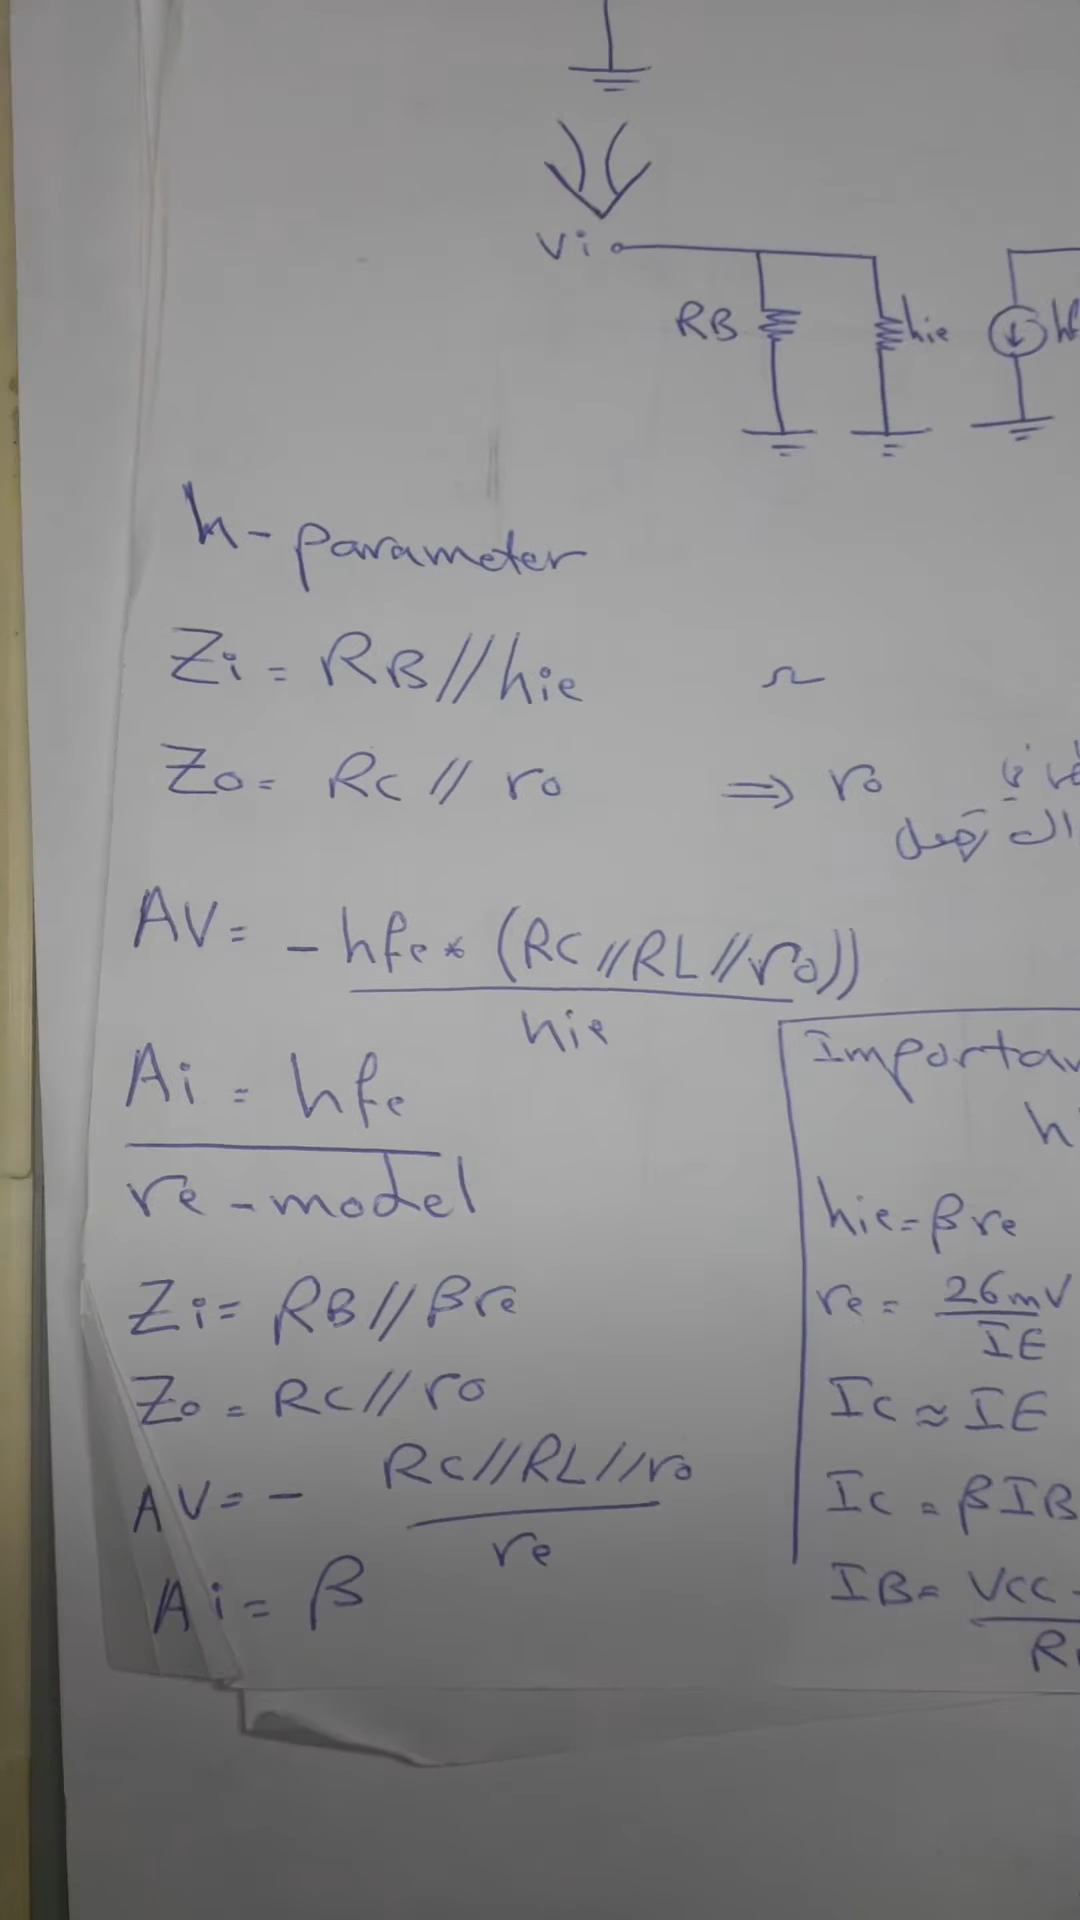 Vi
RB
hie
h-parameter
Zi = RB//hie
Zo = RC // ro ⇒ ro
AV = - hfe * (RC//RL//ro))
hie
Ai = hfe
re-model
Zi = RB//βre
Zo = RC//ro
AV = - RC//RL//ro
re
Ai = β
hie = βre
re = 26mV
IE
IC ≈ IE
IC = βIB
IB = VCC -